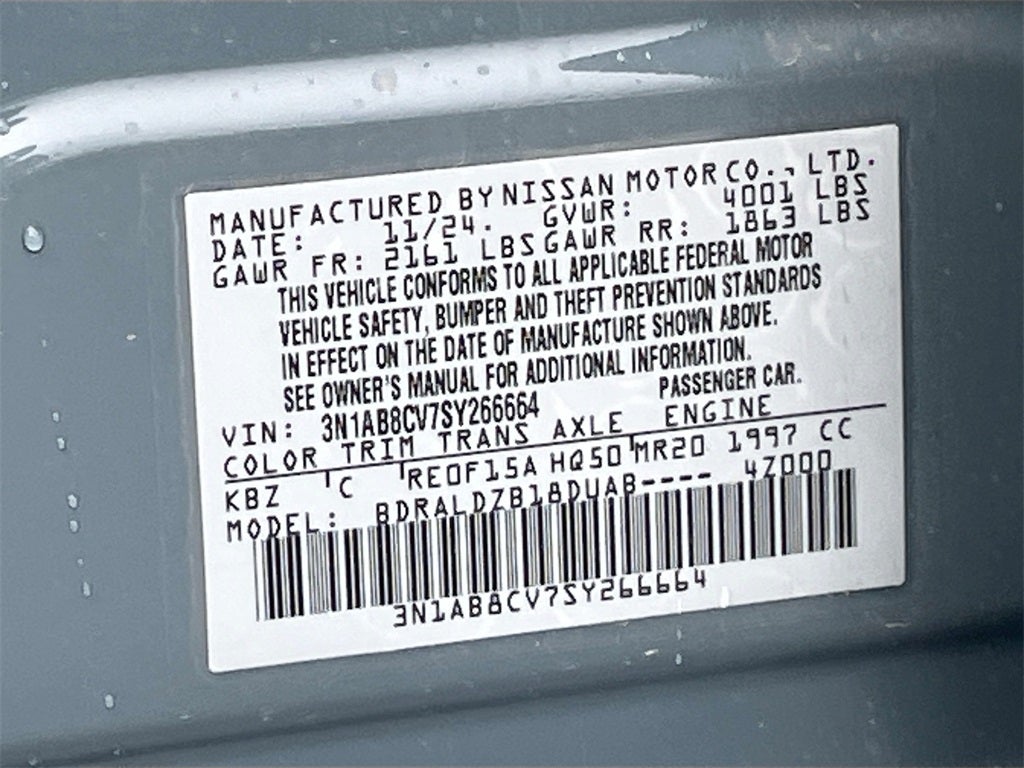 MANUFACTURED BY NISSAN MOTOR CO., LTD.
DATE: 11/24. GVWR: 4001 LBS
GAWR FR: 2161 LBS GAWR RR: 1863 LBS
THIS VEHICLE CONFORMS TO ALL APPLICABLE FEDERAL MOTOR
VEHICLE SAFETY, BUMPER AND THEFT PREVENTION STANDARDS
IN EFFECT ON THE DATE OF MANUFACTURE SHOWN ABOVE.
SEE OWNER'S MANUAL FOR ADDITIONAL INFORMATION.
VIN: 3N1AB8CV7SY266664 PASSENGER CAR.
COLOR TRIM TRANS AXLE ENGINE
KBZ C RE0F15A HQ50 MR20 1997 CC
MODEL: BDRALDZB18DUAB---- 4Z000
3N1AB8CV7SY266664